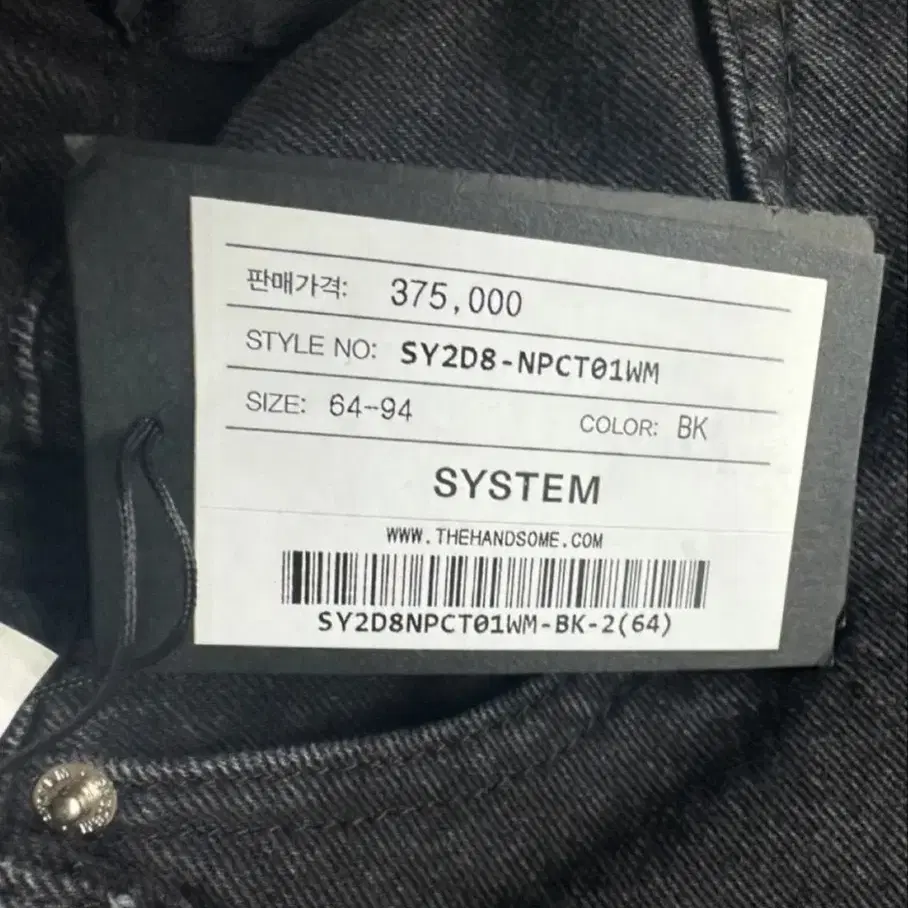 판매가격: 375,000
STYLE NO: SY2D8-NPCT01WM
SIZE: 64-94 COLOR: BK
SYSTEM
WWW.THEHANDSOME.COM
SY2D8NPCT01WM-BK-2(64)